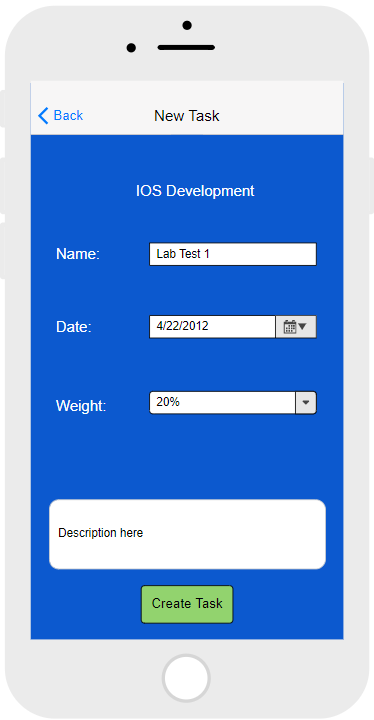 Back
New Task
IOS Development
Name:
Lab Test 1
Date:
4/22/2012
Weight:
20%
Description here
Create Task